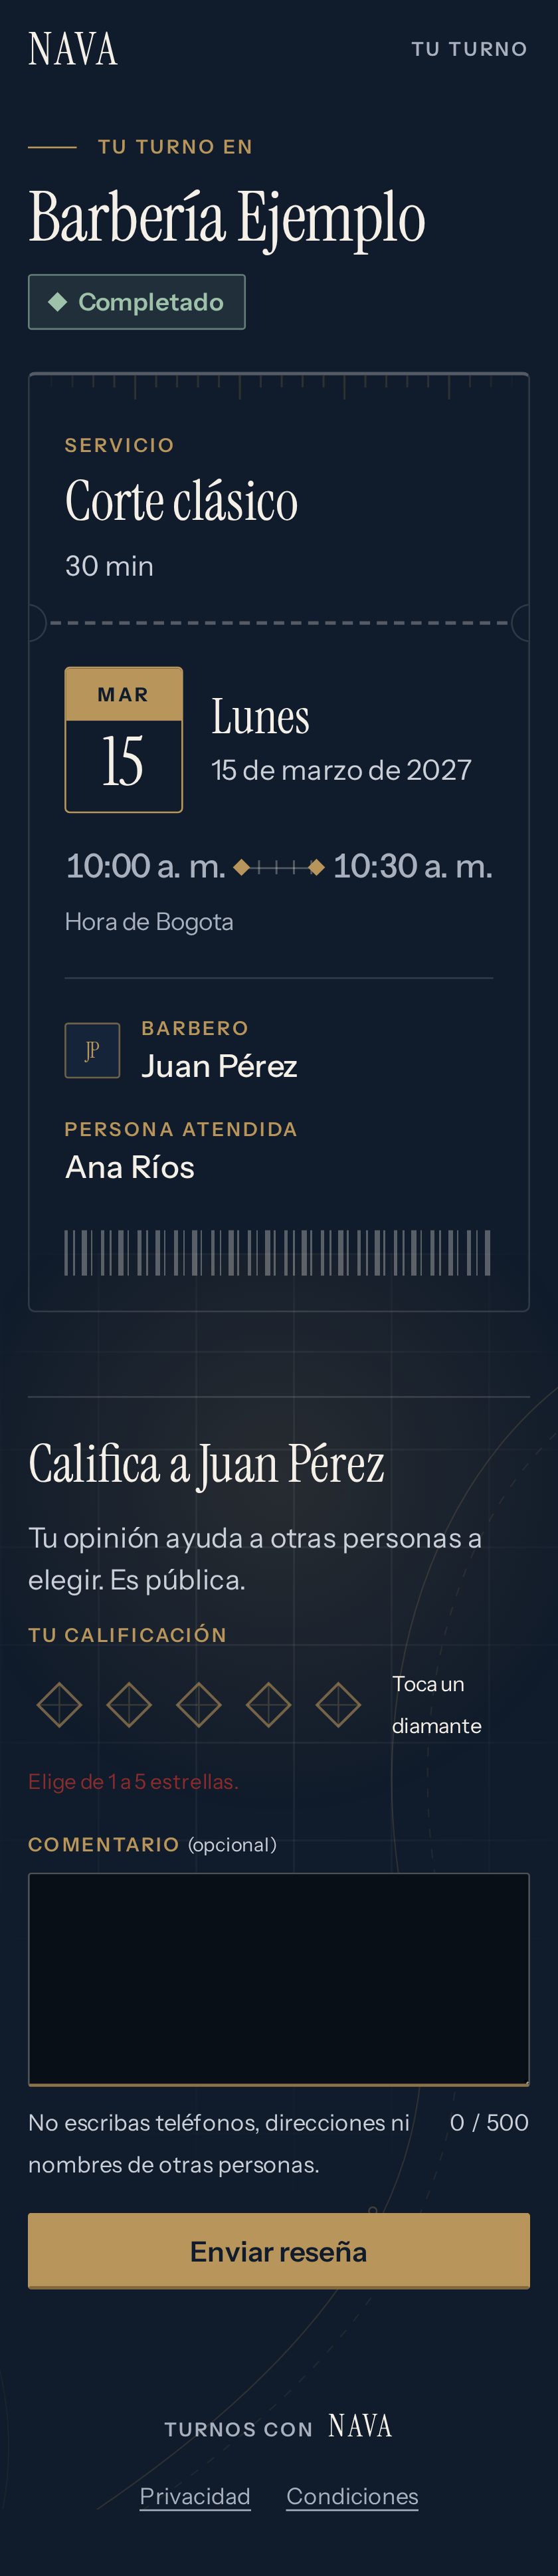 NAVA
TU TURNO
TU TURNO EN
Barbería Ejemplo
Completado
SERVICIO
Corte clásico
30 min
MAR
15
Lunes
15 de marzo de 2027
10:00 a. m.
10:30 a. m.
Hora de Bogota
JP
BARBERO
Juan Pérez
PERSONA ATENDIDA
Ana Ríos
Califica a Juan Pérez
Tu opinión ayuda a otras personas a
elegir. Es pública.
TU CALIFICACIÓN
Toca un
diamante
Elige de 1 a 5 estrellas.
COMENTARIO (opcional)
No escribas teléfonos, direcciones ni
nombres de otras personas.
0 / 500
Enviar reseña
TURNOS CON NAVA
Privacidad
Condiciones